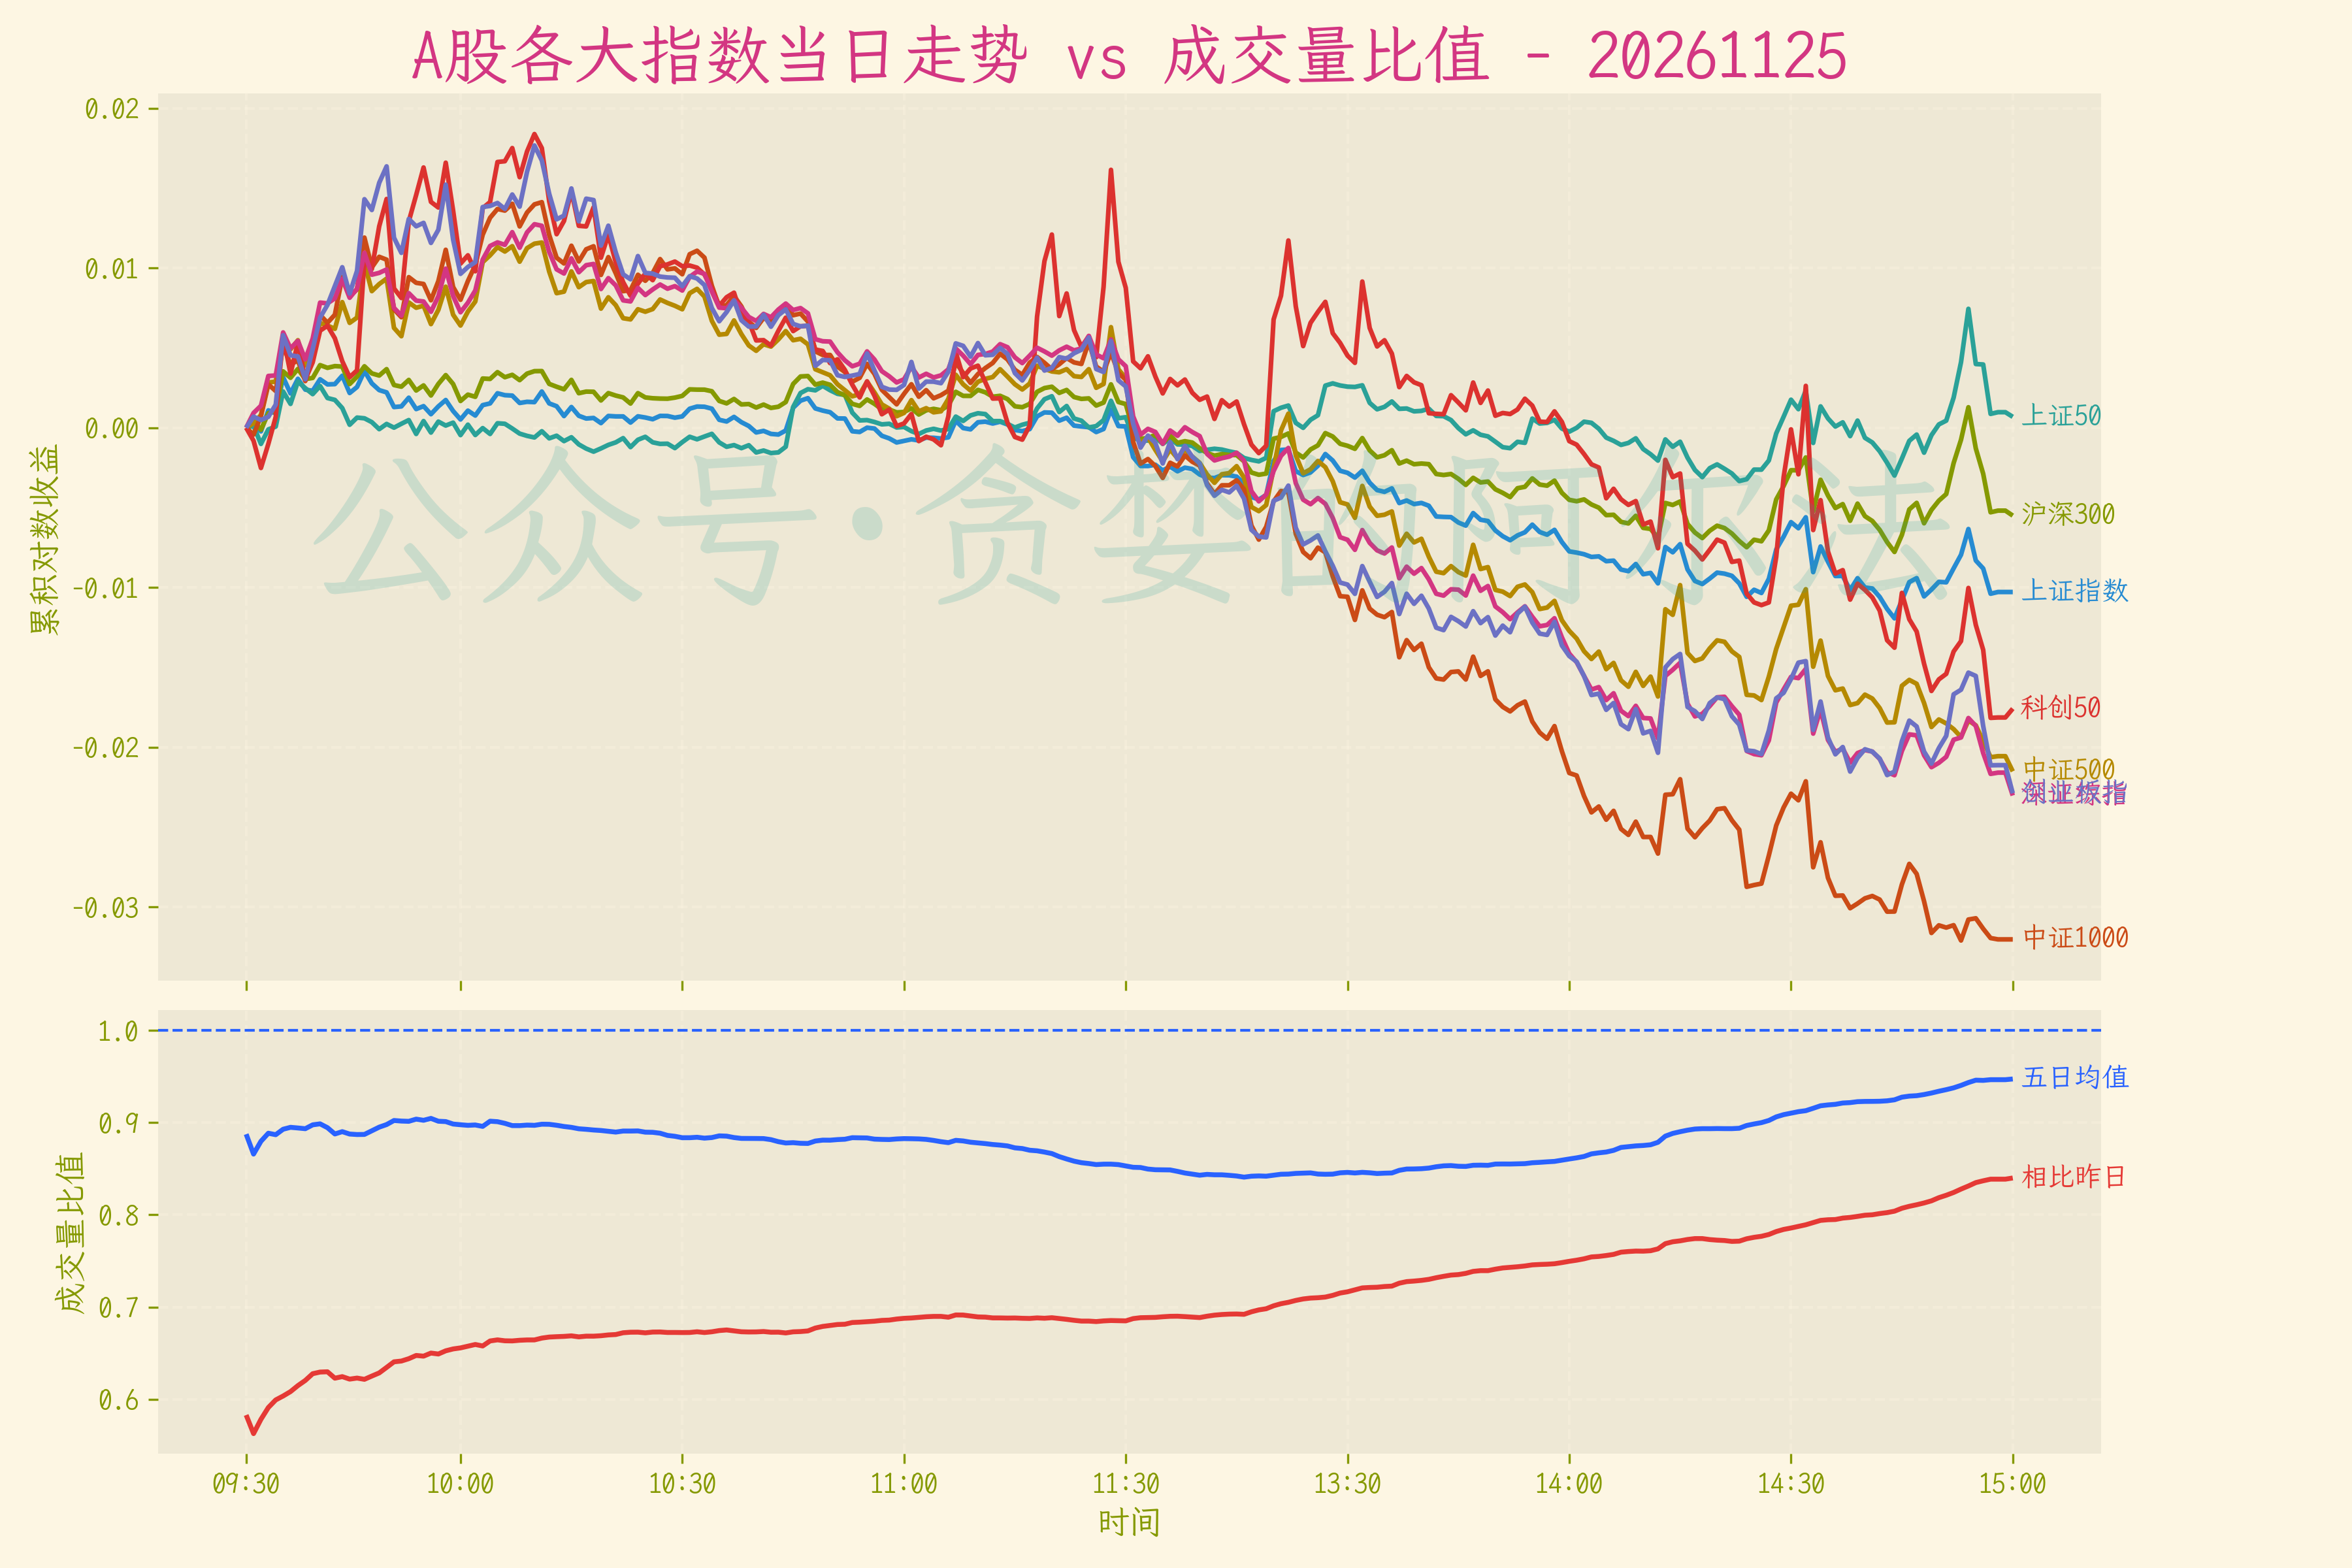 A股各大指数当日走势 vs 成交量比值 - 20261125
累积对数收益
0.02
0.01
0.00
-0.01
-0.02
-0.03
公众号·贪婪的阿尔法
上证50
沪深300
上证指数
科创50
中证500
中证1000
成交量比值
1.0
0.9
0.8
0.7
0.6
五日均值
相比昨日
09:30
10:00
10:30
11:00
11:30
13:30
14:00
14:30
15:00
时间